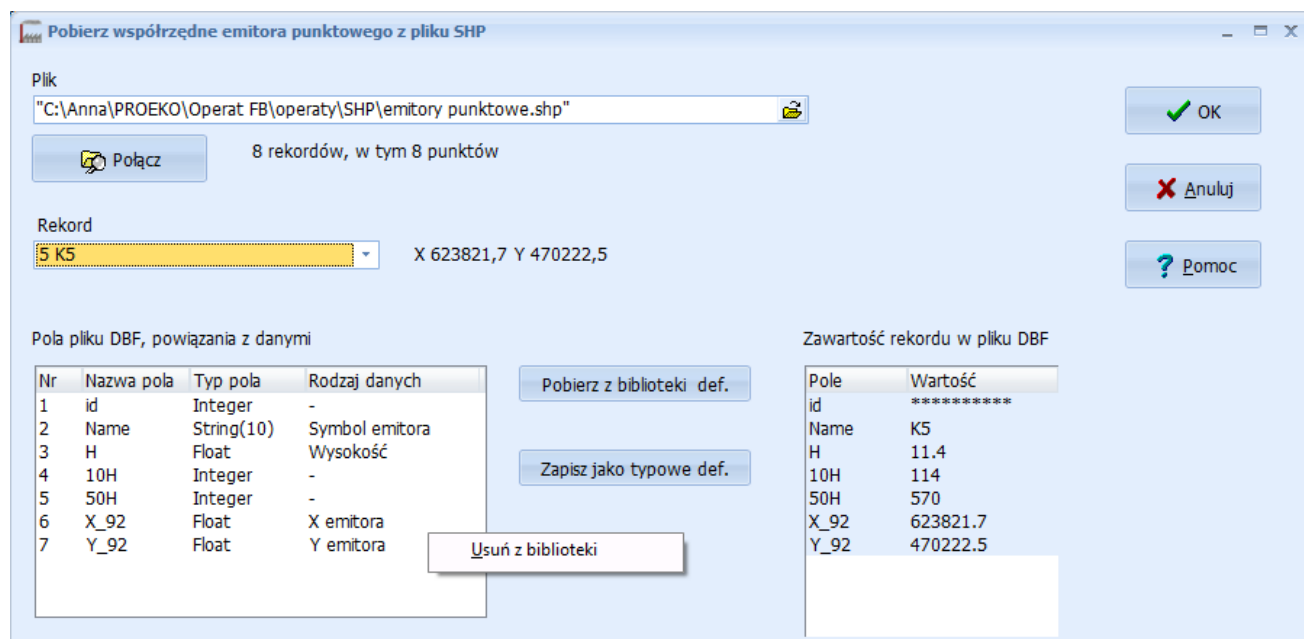 Pobierz współrzędne emitora punktowego z pliku SHP
Plik
"C:\Anna\PROEKO\Operat FB\operaty\SHP\emitory punktowe.shp"
OK
Połącz
8 rekordów, w tym 8 punktów
Anuluj
Rekord
5 K5
X 623821,7 Y 470222,5
Pomoc
Pola pliku DBF, powiązania z danymi
Nr Nazwa pola Typ pola Rodzaj danych
1 id Integer -
2 Name String(10) Symbol emitora
3 H Float Wysokość
4 10H Integer -
5 50H Integer -
6 X_92 Float X emitora
7 Y_92 Float Y emitora
Pobierz z biblioteki def.
Zapisz jako typowe def.
Usuń z biblioteki
Zawartość rekordu w pliku DBF
Pole Wartość
id **********
Name K5
H 11.4
10H 114
50H 570
X_92 623821.7
Y_92 470222.5